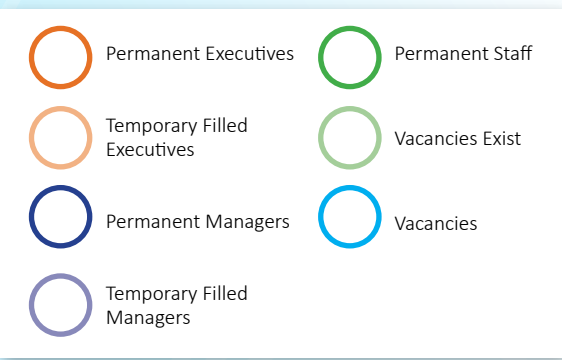 Permanent Executives
Temporary Filled
Executives
Permanent Managers
Temporary Filled
Managers
Permanent Staff
Vacancies Exist
Vacancies